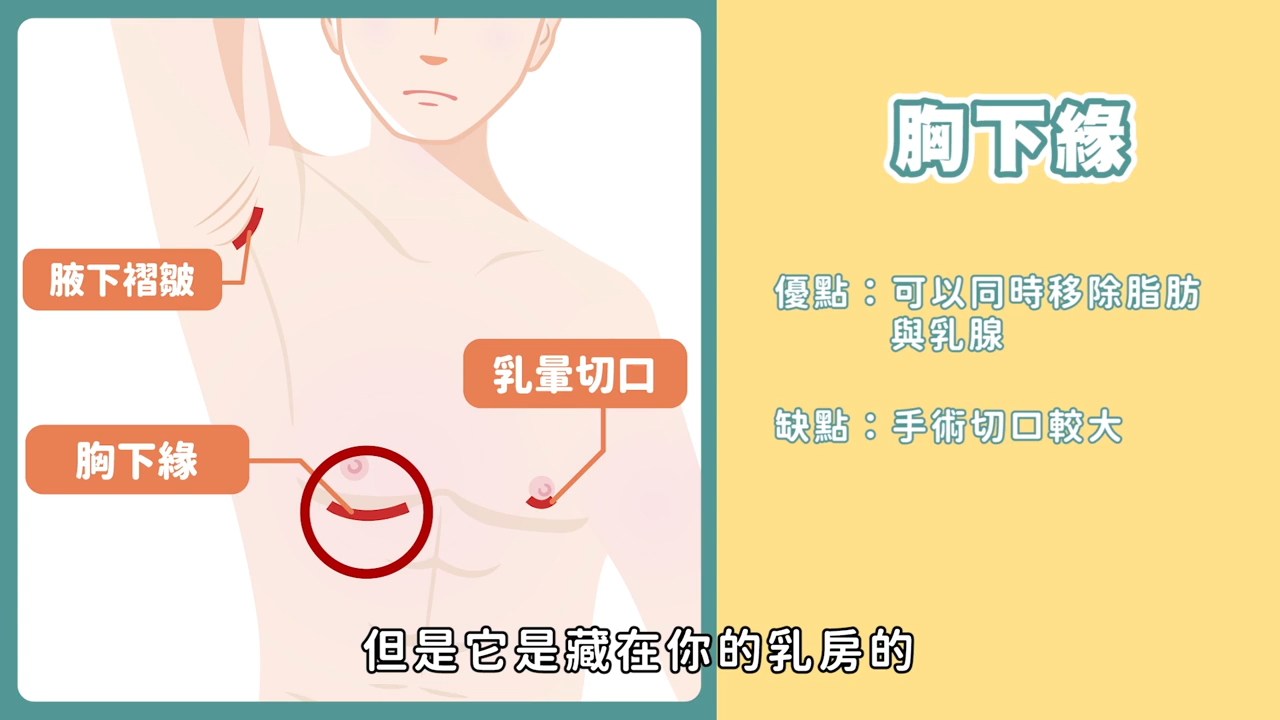 腋下褶皺
乳暈切口
胸下緣
胸下緣
優點：可以同時移除脂肪
與乳腺
缺點：手術切口較大
但是它是藏在你的乳房的